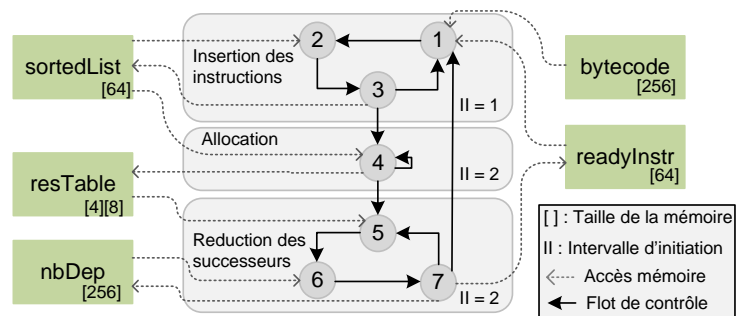 sortedList
[64]
resTable
[4][8]
nbDep
[256]
Insertion des
instructions
2
1
3
II = 1
Allocation
4
II = 2
5
Reduction des
successeurs
6
7
II = 2
bytecode
[256]
readyInstr
[64]
[ ] : Taille de la mémoire
II : Intervalle d'initiation
Accès mémoire
Flot de contrôle